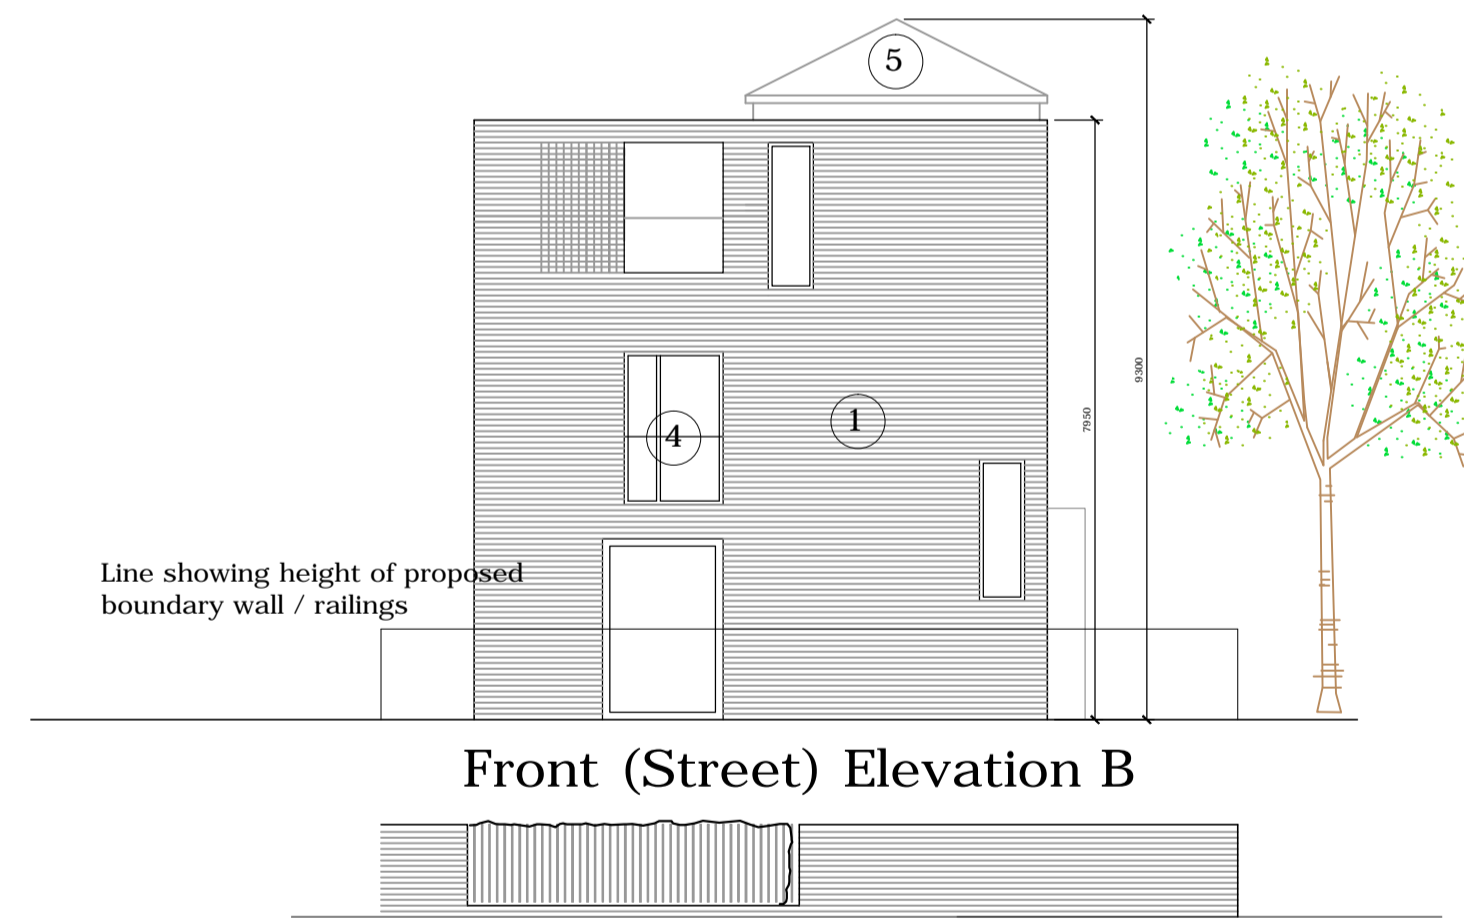 5
9300
7950
1
4
Line showing height of proposed
boundary wall / railings
Front (Street) Elevation B